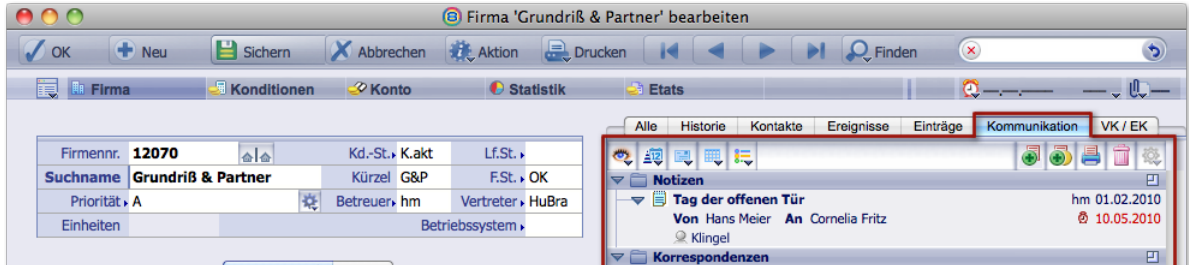 Firma 'Grundriß & Partner' bearbeiten
OK Neu Sichern Abbrechen Aktion Drucken Finden
Firma Konditionen Konto Statistik Etats —.—.—— ——
Alle Historie Kontakte Ereignisse Einträge Kommunikation VK / EK
Firmennr. 12070 Kd.-St. K.akt Lf.St.
Suchname Grundriß & Partner Kürzel G&P F.St. OK
Priorität A Betreuer hm Vertreter HuBra
Einheiten Betriebssystem
12
Notizen
Tag der offenen Tür hm 01.02.2010
Von Hans Meier An Cornelia Fritz 10.05.2010
Klingel
Korrespondenzen